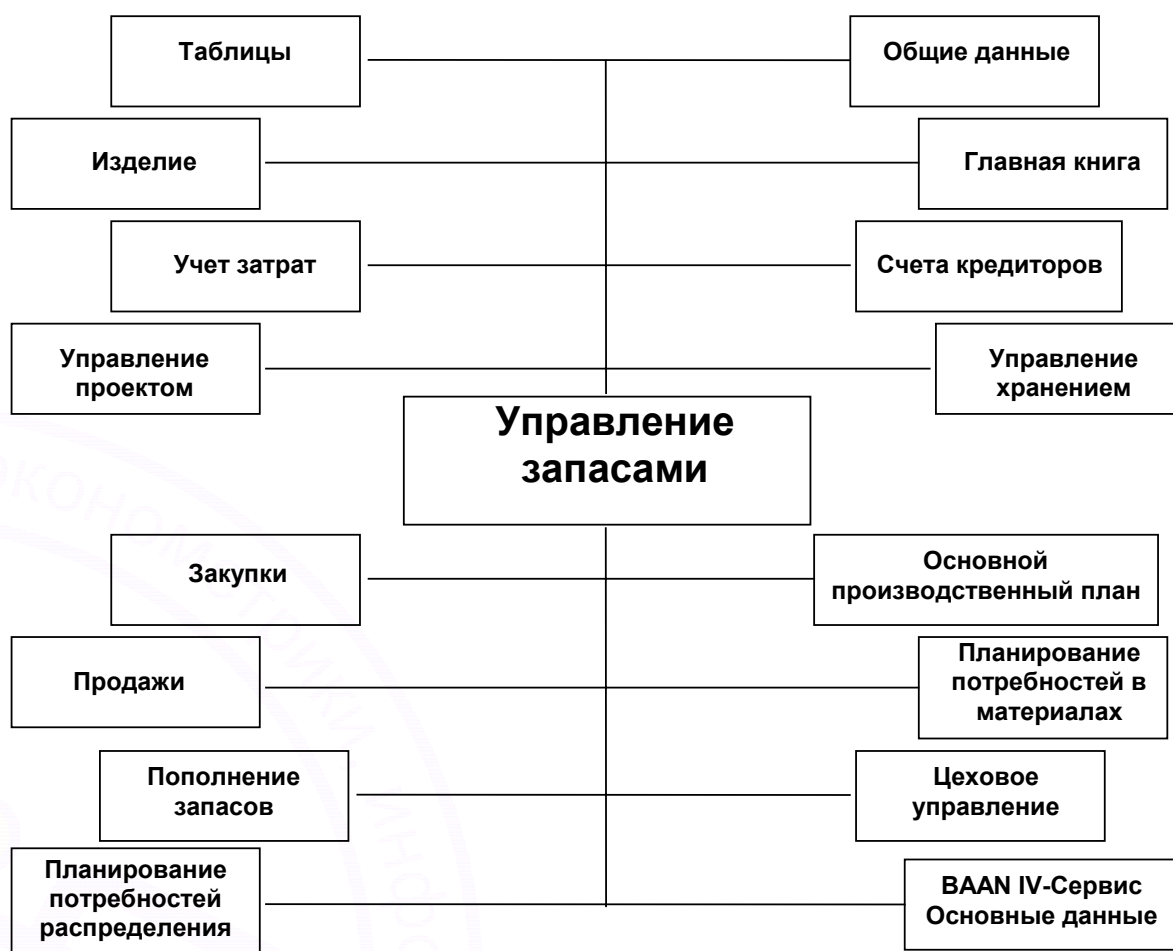 Таблицы
Общие данные
Изделие
Главная книга
Учет затрат
Счета кредиторов
Управление
проектом
Управление
хранением
Управление
запасами
Закупки
Основной
производственный план
Продажи
Планирование
потребностей в
материалах
Пополнение
запасов
Цеховое
управление
Планирование
потребностей
распределения
BAAN IV-Сервис
Основные данные